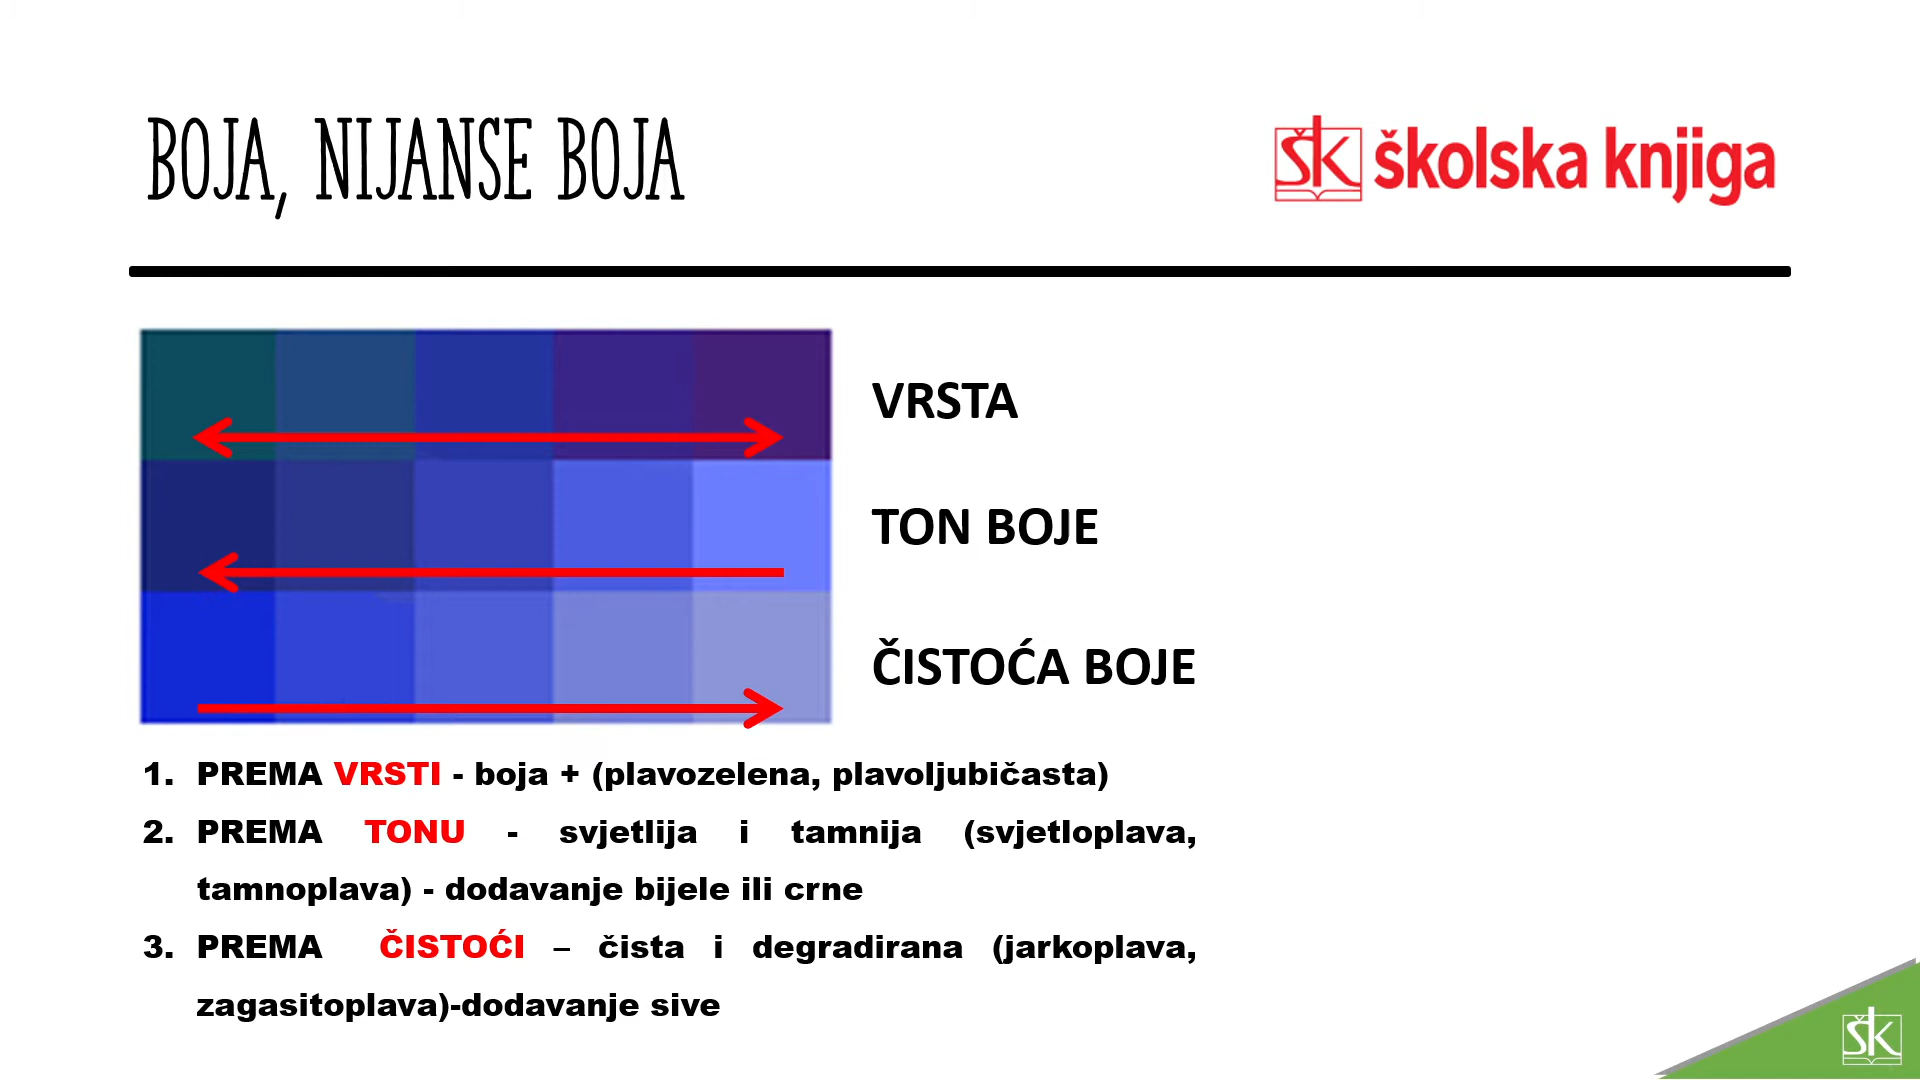 BOJA, NIJANSE BOJA
ŠK školska knjiga
VRSTA
TON BOJE
ČISTOĆA BOJE
1. PREMA VRSTI - boja + (plavozelena, plavoljubičasta)
2. PREMA TONU - svjetlija i tamnija (svjetloplava,
tamnoplava) - dodavanje bijele ili crne
3. PREMA ČISTOĆI – čista i degradirana (jarkoplava,
zagasitoplava)-dodavanje sive
ŠK